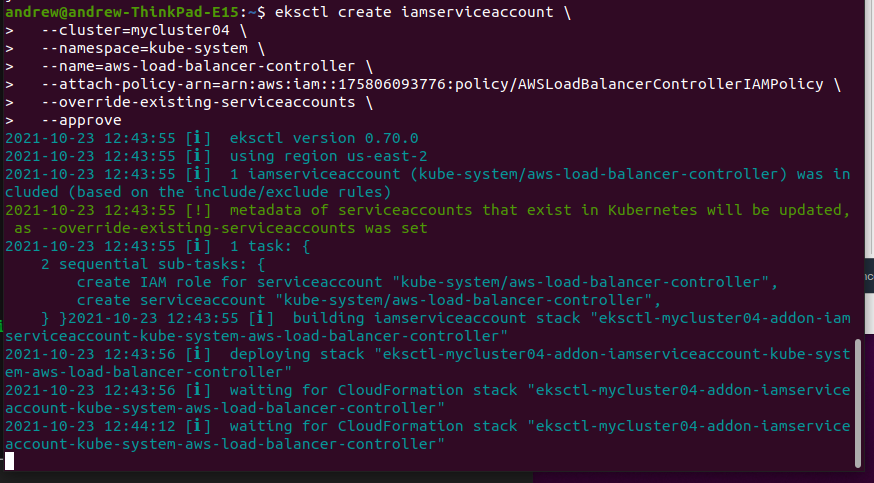 andrew@andrew-ThinkPad-E15:~$ eksctl create iamserviceaccount \
>   --cluster=mycluster04 \
>   --namespace=kube-system \
>   --name=aws-load-balancer-controller \
>   --attach-policy-arn=arn:aws:iam::175806093776:policy/AWSLoadBalancerControllerIAMPolicy \
>   --override-existing-serviceaccounts \
>   --approve
2021-10-23 12:43:55 [ℹ]  eksctl version 0.70.0
2021-10-23 12:43:55 [ℹ]  using region us-east-2
2021-10-23 12:43:55 [ℹ]  1 iamserviceaccount (kube-system/aws-load-balancer-controller) was in
cluded (based on the include/exclude rules)
2021-10-23 12:43:55 [!]  metadata of serviceaccounts that exist in Kubernetes will be updated,
 as --override-existing-serviceaccounts was set
2021-10-23 12:43:55 [ℹ]  1 task: {
    2 sequential sub-tasks: {
        create IAM role for serviceaccount "kube-system/aws-load-balancer-controller",
        create serviceaccount "kube-system/aws-load-balancer-controller",
    } }2021-10-23 12:43:55 [ℹ]  building iamserviceaccount stack "eksctl-mycluster04-addon-iam
serviceaccount-kube-system-aws-load-balancer-controller"
2021-10-23 12:43:56 [ℹ]  deploying stack "eksctl-mycluster04-addon-iamserviceaccount-kube-syst
em-aws-load-balancer-controller"
2021-10-23 12:43:56 [ℹ]  waiting for CloudFormation stack "eksctl-mycluster04-addon-iamservice
account-kube-system-aws-load-balancer-controller"
2021-10-23 12:44:12 [ℹ]  waiting for CloudFormation stack "eksctl-mycluster04-addon-iamservice
account-kube-system-aws-load-balancer-controller"